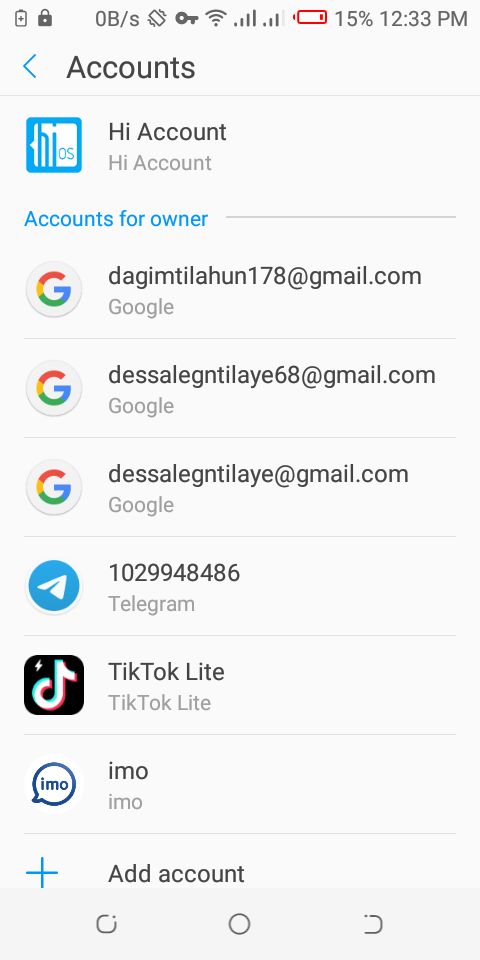 0B/s 15% 12:33 PM
Accounts
hi OS
Hi Account
Hi Account
Accounts for owner
dagimtilahun178@gmail.com
Google
dessalegntilaye68@gmail.com
Google
dessalegntilaye@gmail.com
Google
1029948486
Telegram
TikTok Lite
TikTok Lite
imo
imo
imo
Add account